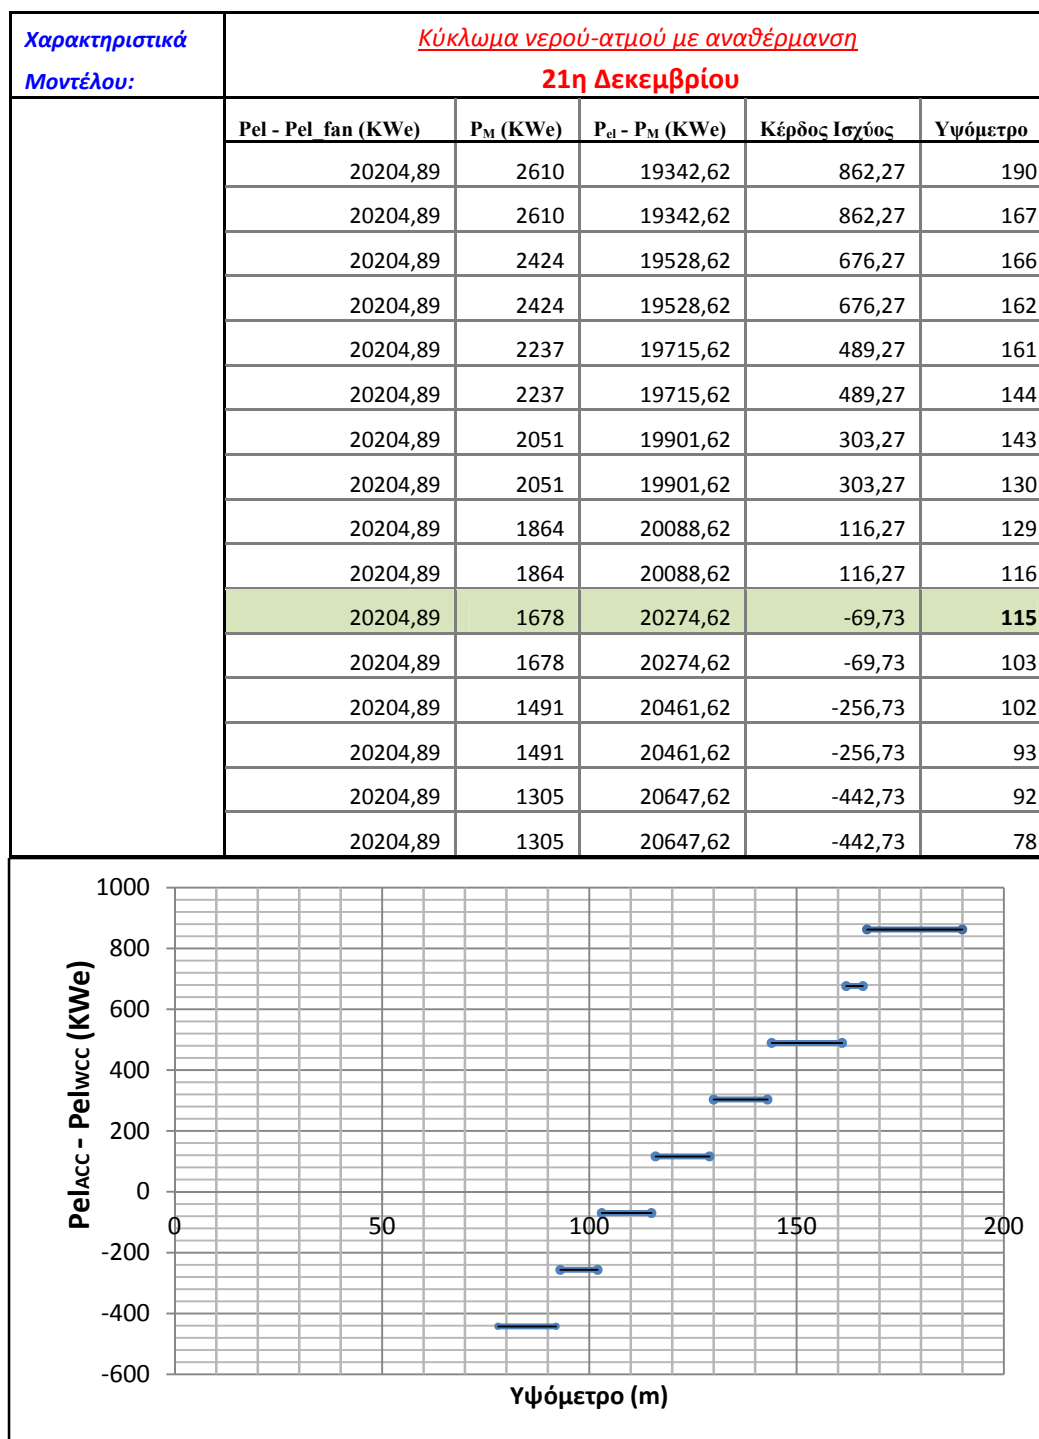 Χαρακτηριστικά Μοντέλου:
Κύκλωμα νερού-ατμού με αναθέρμανση
21η Δεκεμβρίου
Pel - Pel_fan (KWe) PM (KWe) Pel - PM (KWe) Κέρδος Ισχύος Υψόμετρο
20204,89 2610 19342,62 862,27 190
20204,89 2610 19342,62 862,27 167
20204,89 2424 19528,62 676,27 166
20204,89 2424 19528,62 676,27 162
20204,89 2237 19715,62 489,27 161
20204,89 2237 19715,62 489,27 144
20204,89 2051 19901,62 303,27 143
20204,89 2051 19901,62 303,27 130
20204,89 1864 20088,62 116,27 129
20204,89 1864 20088,62 116,27 116
20204,89 1678 20274,62 -69,73 115
20204,89 1678 20274,62 -69,73 103
20204,89 1491 20461,62 -256,73 102
20204,89 1491 20461,62 -256,73 93
20204,89 1305 20647,62 -442,73 92
20204,89 1305 20647,62 -442,73 78
PelACC - PelWCC (KWe)
1000
800
600
400
200
0
-200
-400
-600
0 50 100 150 200
Υψόμετρο (m)